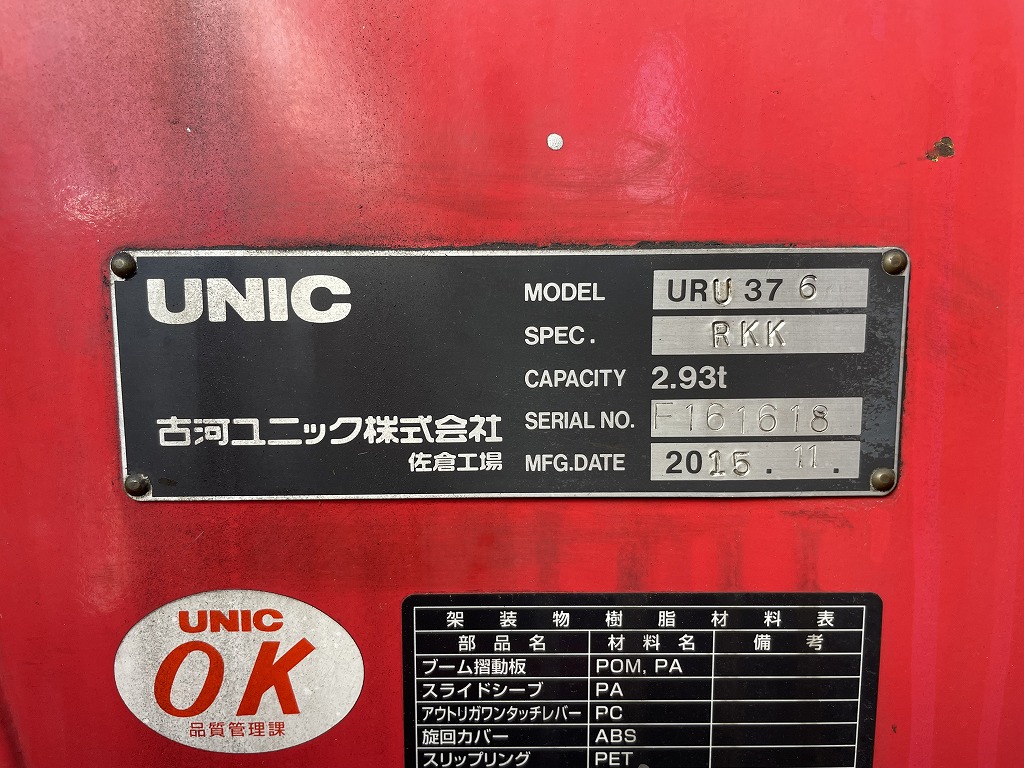 UNIC
MODEL URU 376
SPEC. RKK
CAPACITY 2.93t
古河ユニック株式会社
佐倉工場
SERIAL NO. F161618
MFG.DATE 2015.11.
UNIC
OK
品質管理課
架装物樹脂材料表
部品名 材料名 備考
ブーム摺動板 POM, PA
スライドシーブ PA
アウトリガワンタッチレバー PC
旋回カバー ABS
スリップリング PET